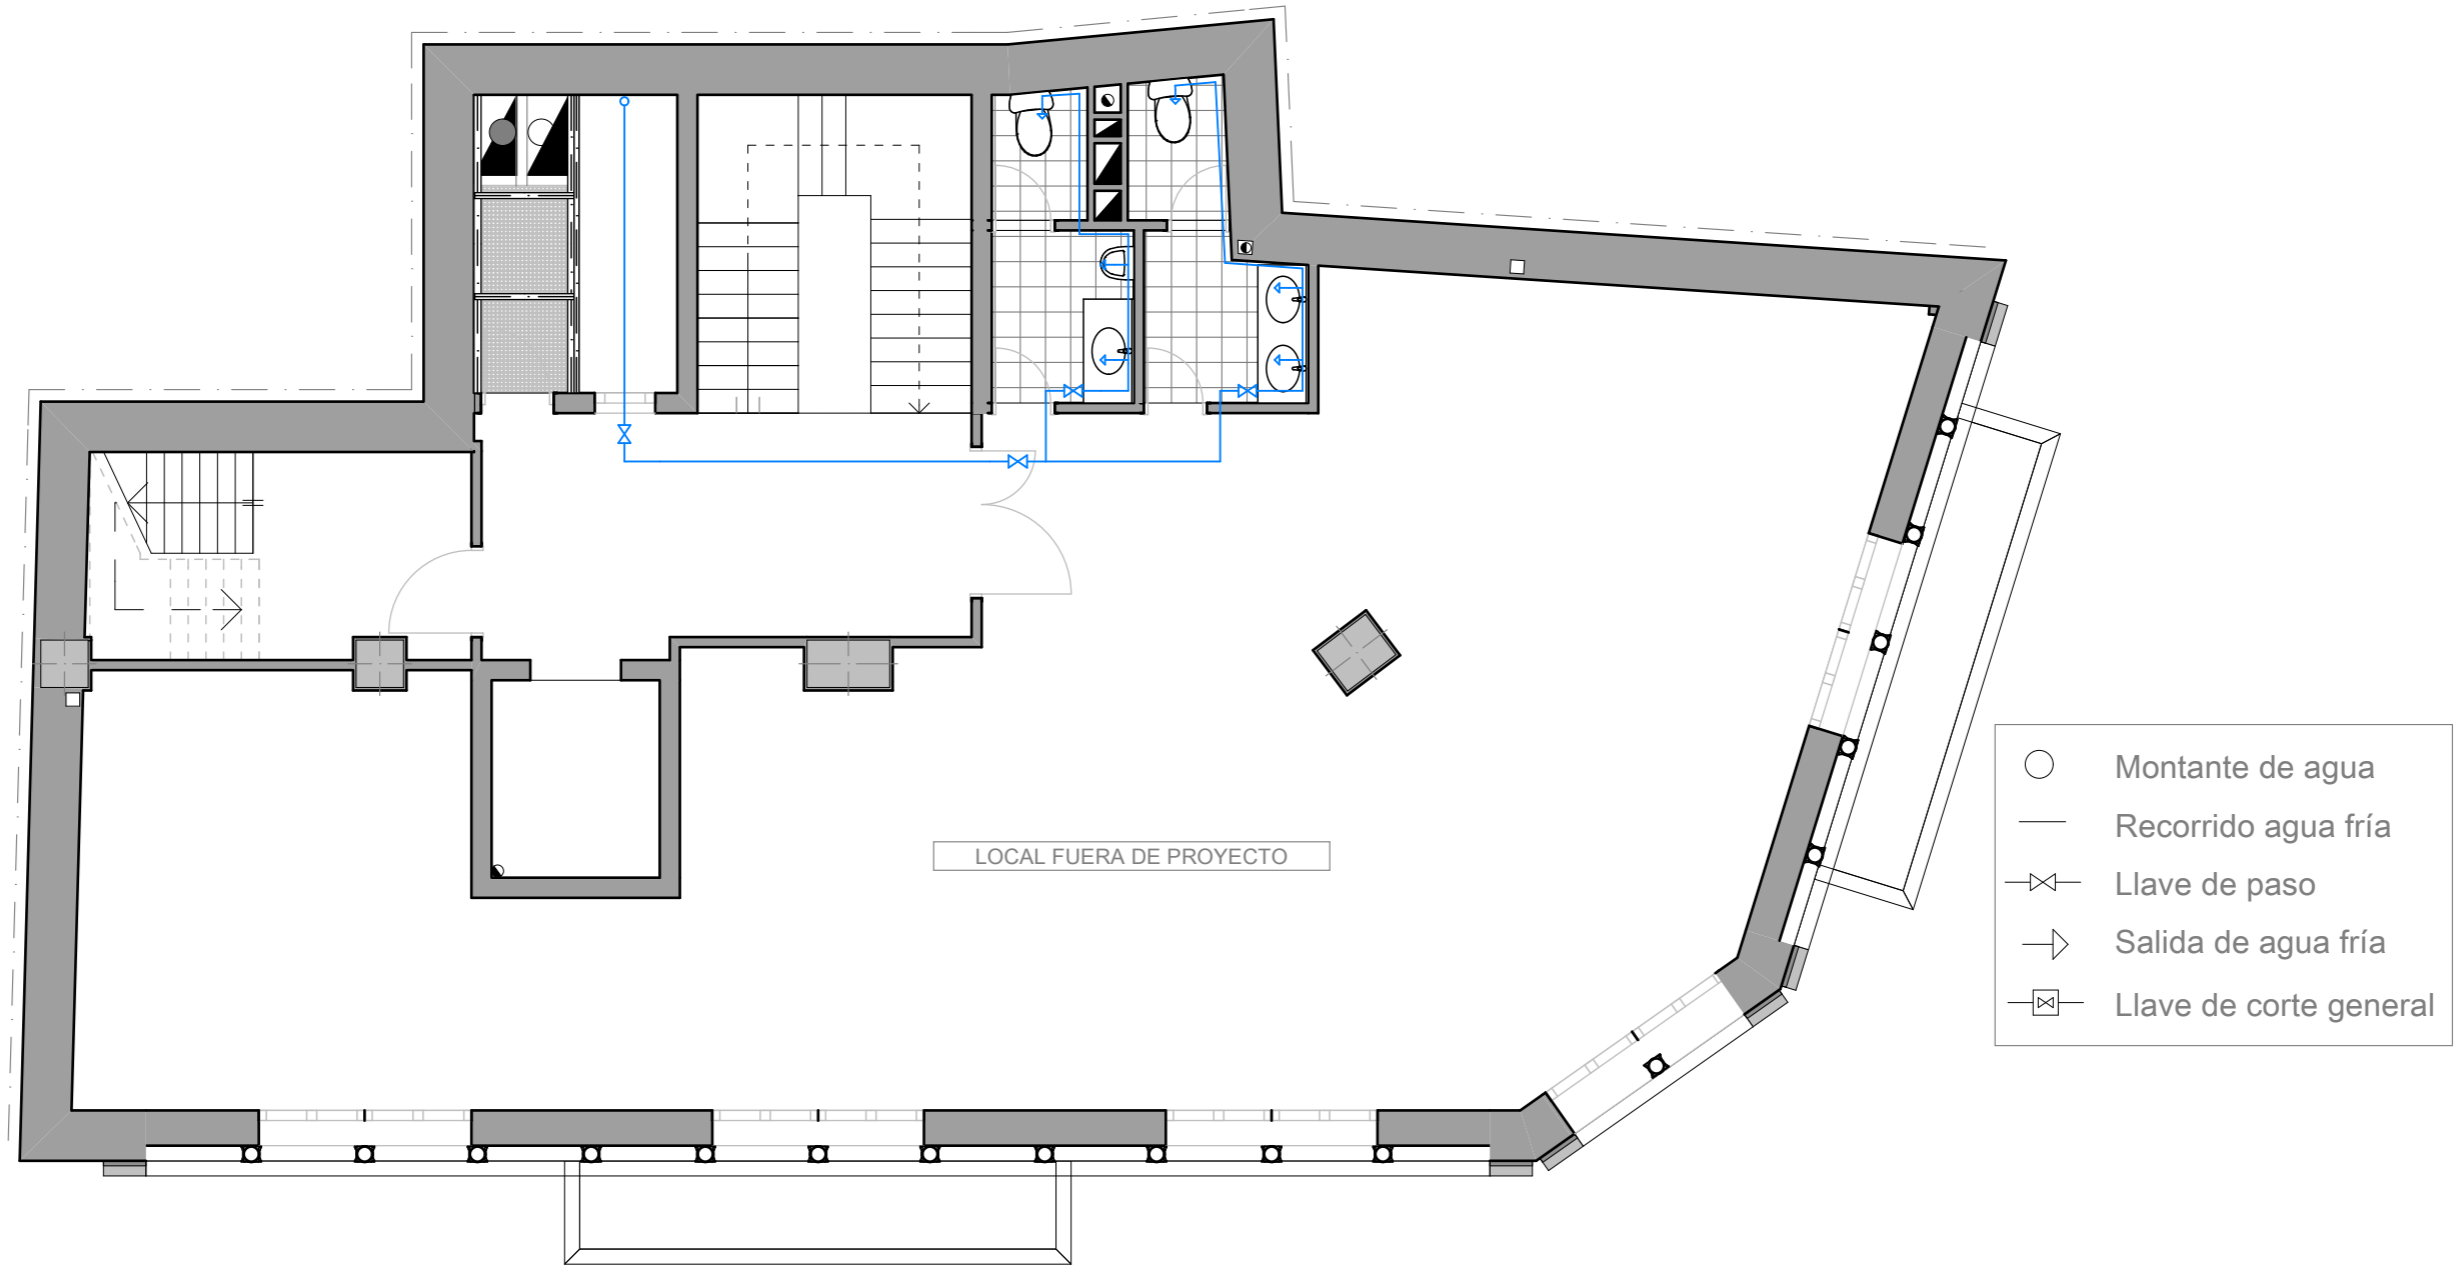 LOCAL FUERA DE PROYECTO
Montante de agua
Recorrido agua fría
Llave de paso
Salida de agua fría
Llave de corte general